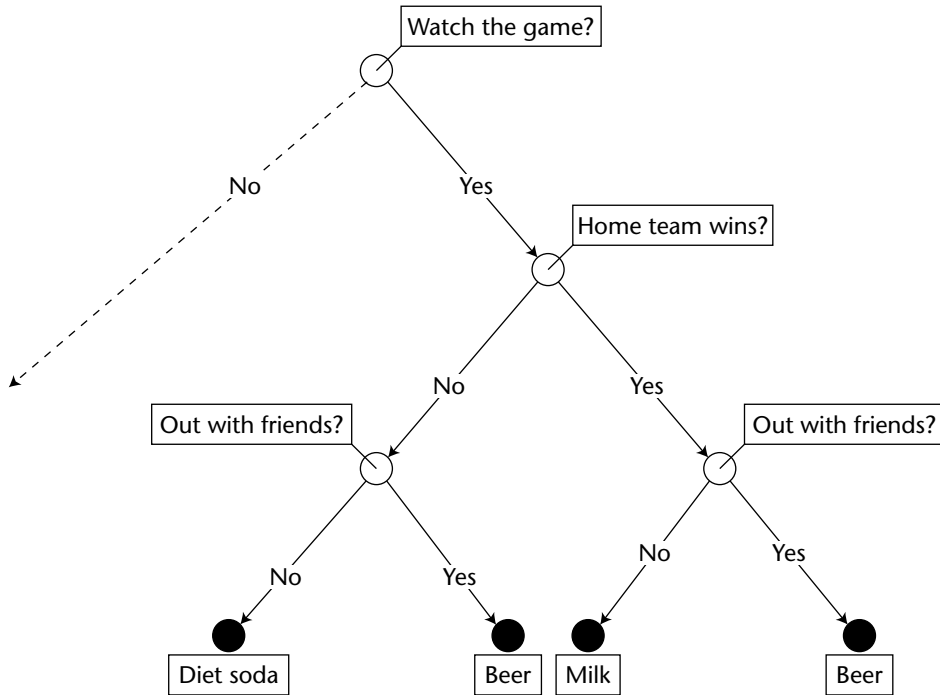 Watch the game?
No
Yes
Home team wins?
No
Yes
Out with friends?
Out with friends?
No
Yes
No
Yes
Diet soda
Beer
Milk
Beer